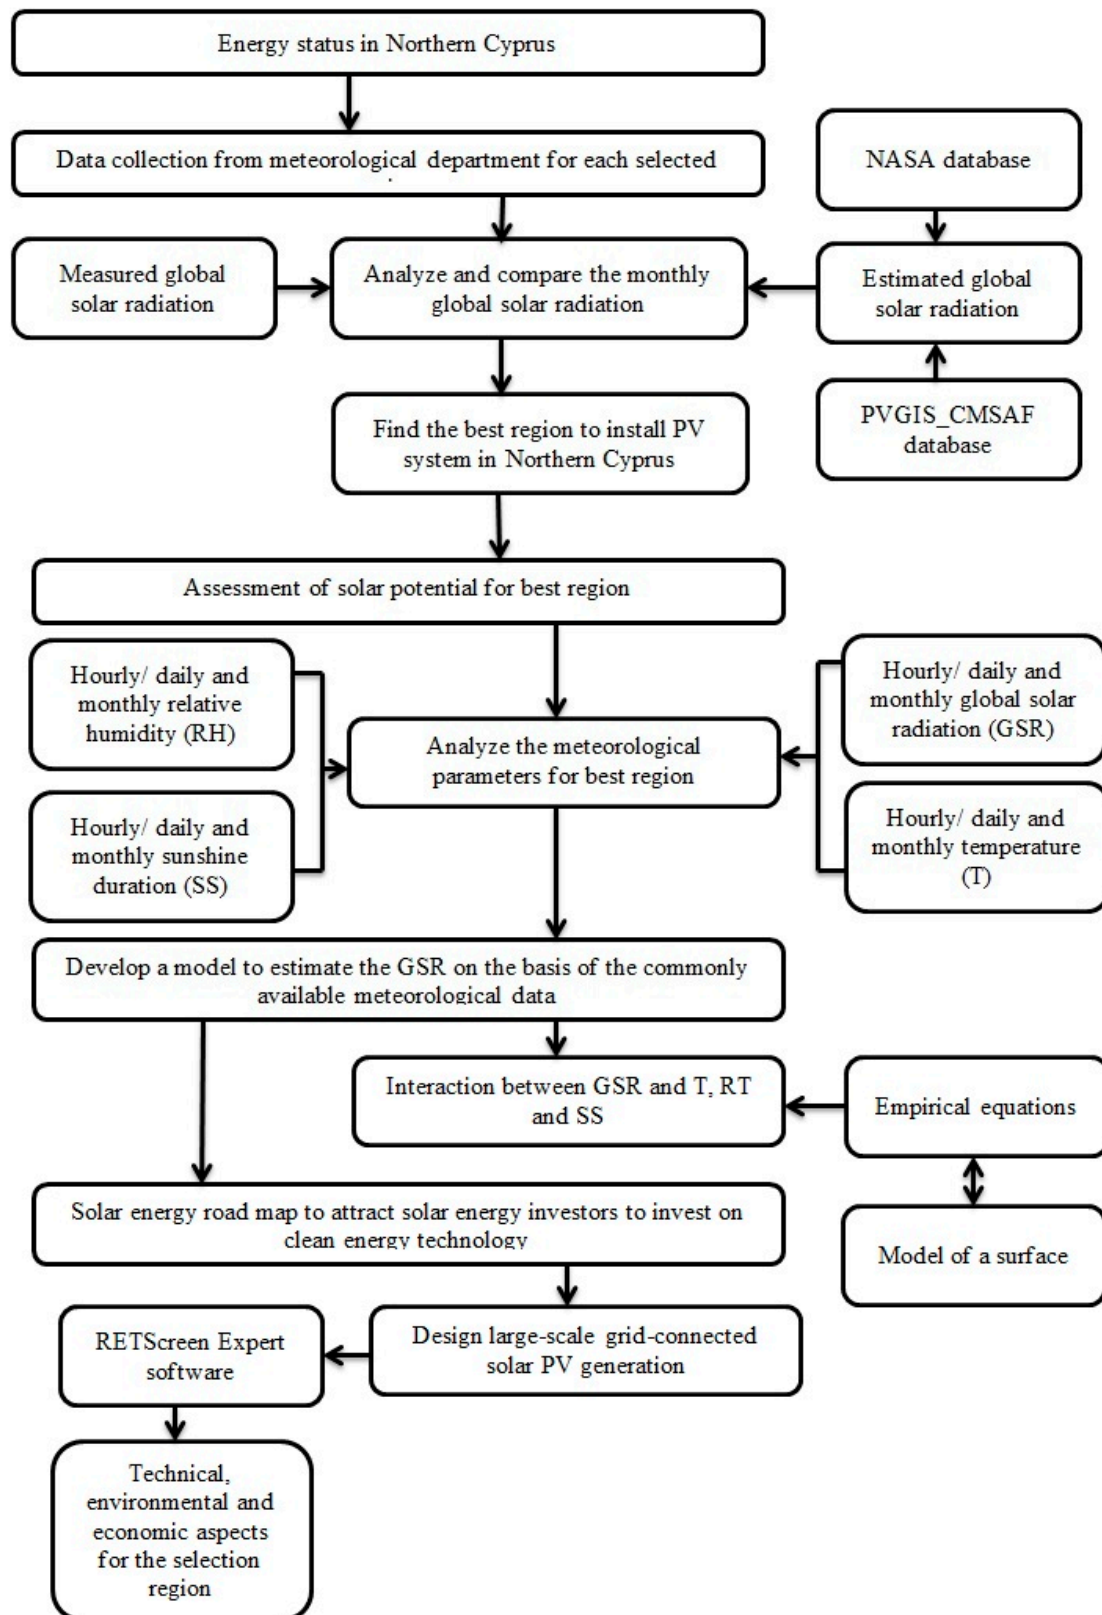 Energy status in Northern Cyprus
Data collection from meteorological department for each selected
NASA database
Measured global
solar radiation
Analyze and compare the monthly
global solar radiation
Estimated global
solar radiation
Find the best region to install PV
system in Northern Cyprus
PVGIS_CMSAF
database
Assessment of solar potential for best region
Hourly/ daily and
monthly relative
humidity (RH)
Hourly/ daily and
monthly global solar
radiation (GSR)
Analyze the meteorological
parameters for best region
Hourly/ daily and
monthly sunshine
duration (SS)
Hourly/ daily and
monthly temperature
(T)
Develop a model to estimate the GSR on the basis of the commonly
available meteorological data
Interaction between GSR and T, RT
and SS
Empirical equations
Solar energy road map to attract solar energy investors to invest on
clean energy technology
Model of a surface
RETScreen Expert
software
Design large-scale grid-connected
solar PV generation
Technical,
environmental and
economic aspects
for the selection
region